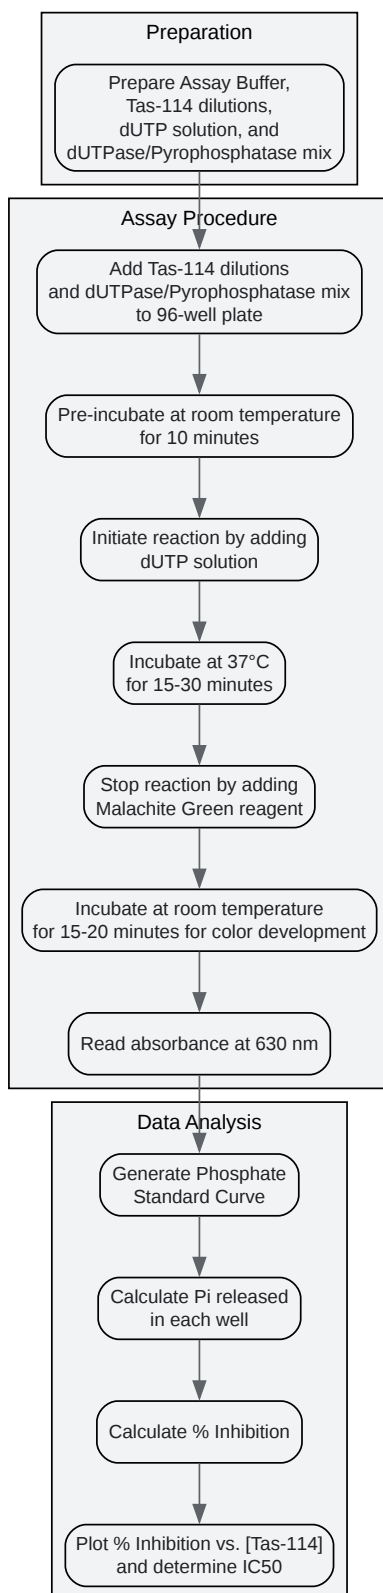 Preparation
Prepare Assay Buffer,
Tas-114 dilutions,
dUTP solution, and
dUTPase/Pyrophosphatase mix
Assay Procedure
Add Tas-114 dilutions
and dUTPase/Pyrophosphatase mix
to 96-well plate
Pre-incubate at room temperature
for 10 minutes
Initiate reaction by adding
dUTP solution
Incubate at 37°C
for 15-30 minutes
Stop reaction by adding
Malachite Green reagent
Incubate at room temperature
for 15-20 minutes for color development
Read absorbance at 630 nm
Data Analysis
Generate Phosphate
Standard Curve
Calculate Pi released
in each well
Calculate % Inhibition
Plot % Inhibition vs. [Tas-114]
and determine IC50